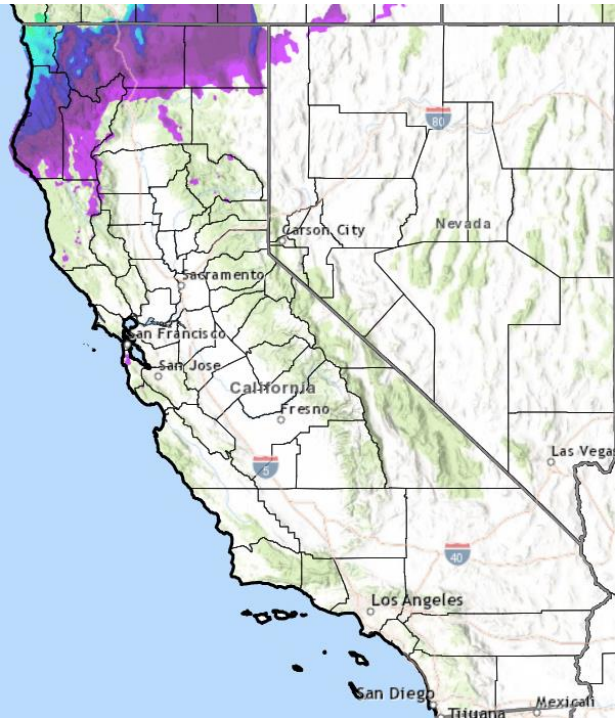 80
Carson City
Nevada
Sacramento
San Francisco
San Jose
California
Fresno
5
Las Vegas
40
Los Angeles
San Diego
Tijuana
Mexicali